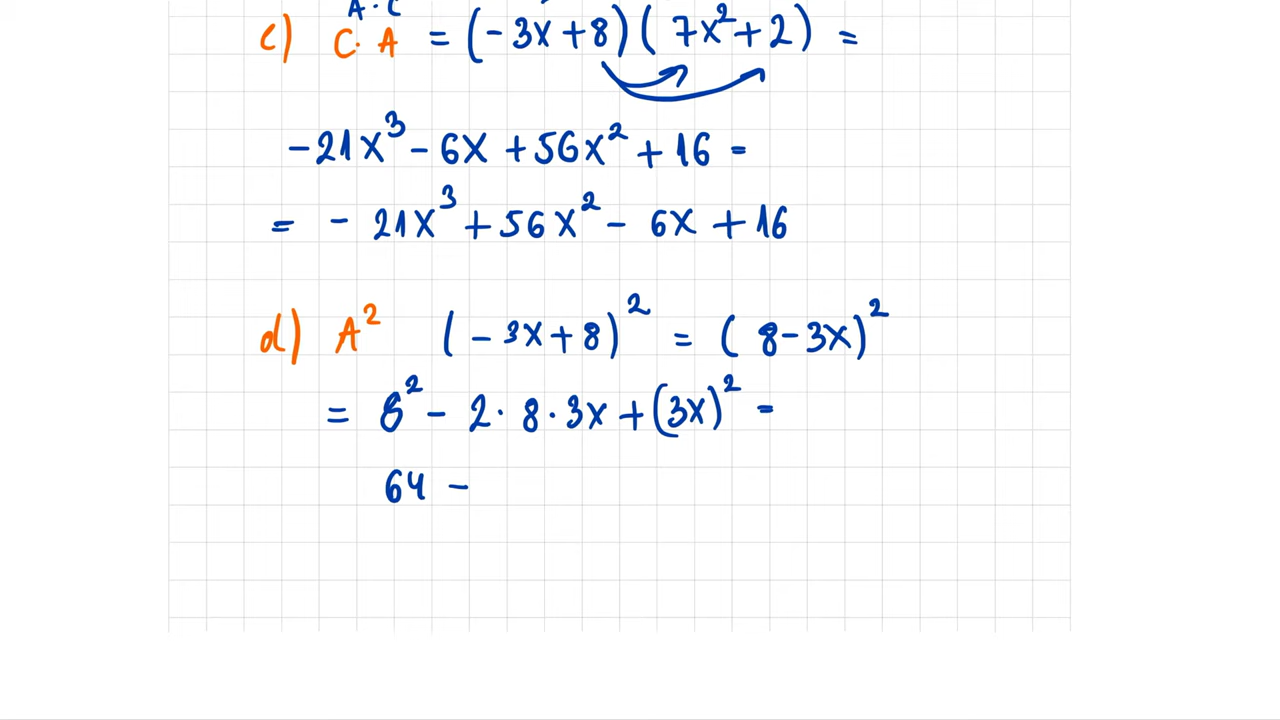 A · C
c) C · A = (- 3x + 8)(7x² + 2) =
- 21x³ - 6x + 56x² + 16 =
= - 21x³ + 56x² - 6x + 16
d) A² (- 3x + 8)² = (8 - 3x)²
= 8² - 2 · 8 · 3x + (3x)² =
64 -